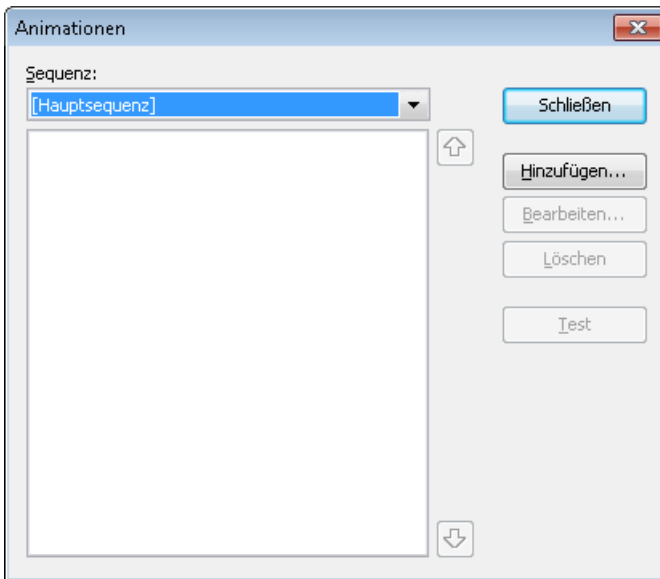 Animationen
Sequenz:
[Hauptsequenz]
Schließen
Hinzufügen...
Bearbeiten...
Löschen
Test